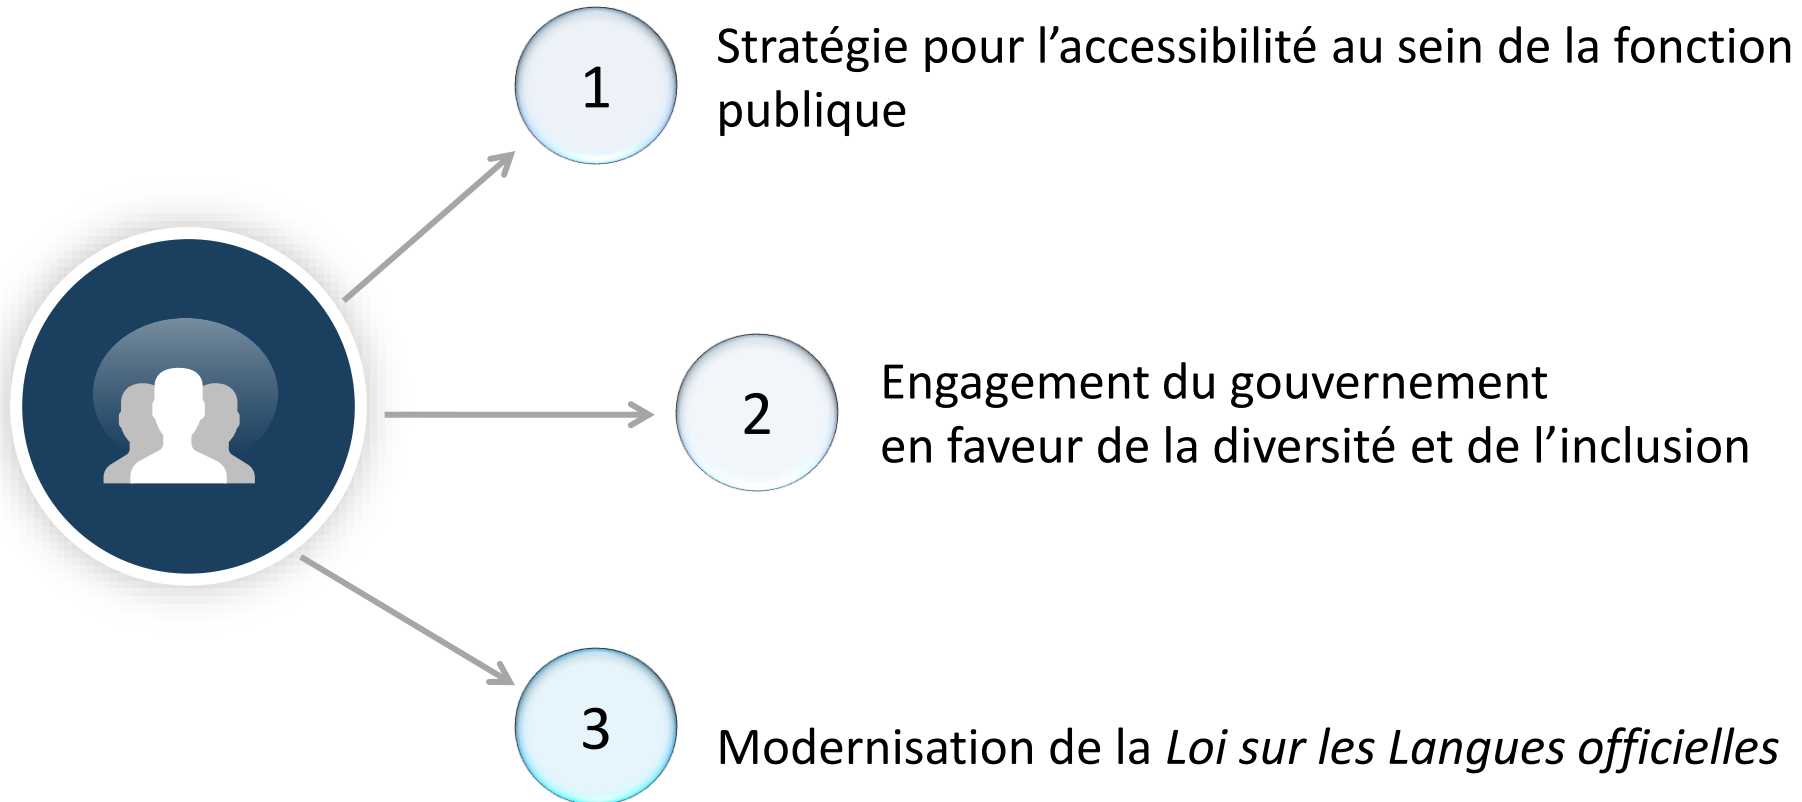 1
Stratégie pour l’accessibilité au sein de la fonction
publique
2
Engagement du gouvernement
en faveur de la diversité et de l’inclusion
3
Modernisation de la Loi sur les Langues officielles